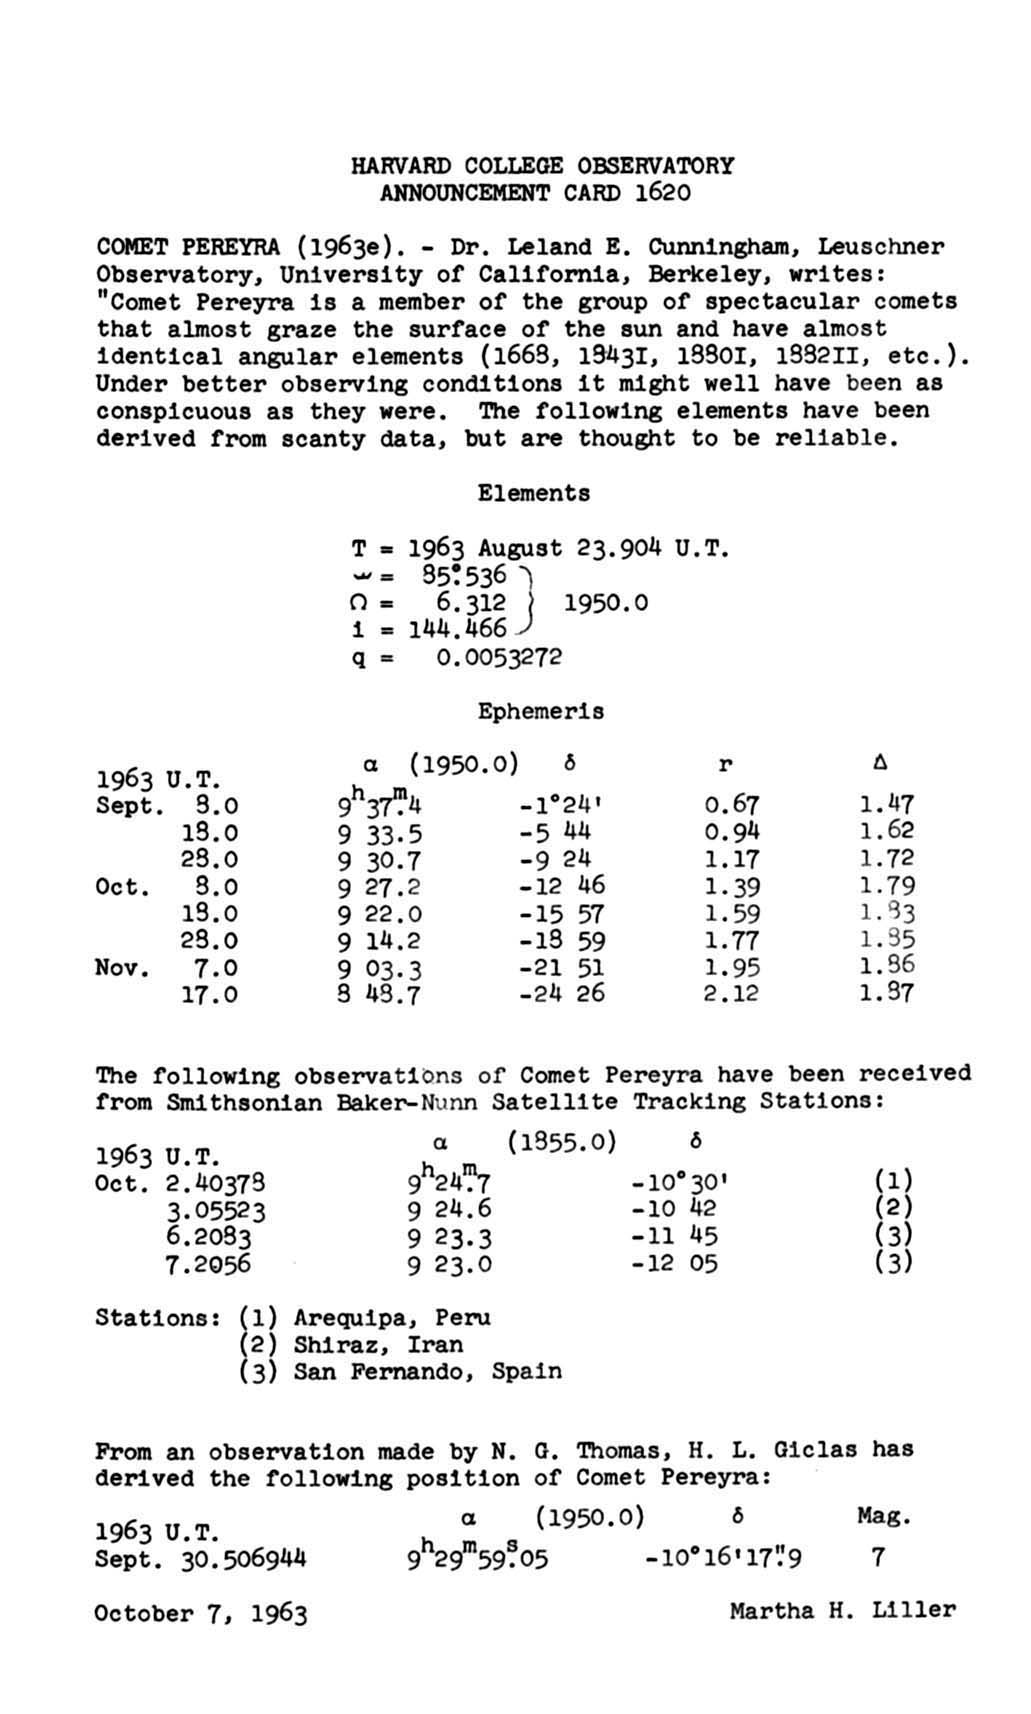 HARVARD COLLEGE OBSERVATORY
ANNOUNCEMENT CARD 1620
COMET PEREYRA (1963e). - Dr. Leland E. Cunningham, Leuschner
Observatory, University of California, Berkeley, writes:
"Comet Pereyra is a member of the group of spectacular comets
that almost graze the surface of the sun and have almost
identical angular elements (1668, 1843I, 1880I, 1882II, etc.).
Under better observing conditions it might well have been as
conspicuous as they were. The following elements have been
derived from scanty data, but are thought to be reliable.
Elements
T = 1963 August 23.904 U.T.
ω = 85°.536
Ω = 6.312 } 1950.0
i = 144.466
q = 0.0053272
Ephemeris
1963 U.T. α (1950.0) δ r Δ
Sept. 8.0 9h37m.4 -1°24' 0.67 1.47
18.0 9 33.5 -5 44 0.94 1.62
28.0 9 30.7 -9 24 1.17 1.72
Oct. 8.0 9 27.2 -12 46 1.39 1.79
18.0 9 22.0 -15 57 1.59 1.83
28.0 9 14.2 -18 59 1.77 1.85
Nov. 7.0 9 03.3 -21 51 1.95 1.86
17.0 8 48.7 -24 26 2.12 1.87
The following observations of Comet Pereyra have been received
from Smithsonian Baker-Nunn Satellite Tracking Stations:
1963 U.T. α (1855.0) δ
Oct. 2.40378 9h24m.7 -10°30' (1)
3.05523 9 24.6 -10 42 (2)
6.2083 9 23.3 -11 45 (3)
7.2056 9 23.0 -12 05 (3)
Stations: (1) Arequipa, Peru
(2) Shiraz, Iran
(3) San Fernando, Spain
From an observation made by N. G. Thomas, H. L. Giclas has
derived the following position of Comet Pereyra:
1963 U.T. α (1950.0) δ Mag.
Sept. 30.506944 9h29m59s.05 -10°16'17".9 7
October 7, 1963 Martha H. Liller